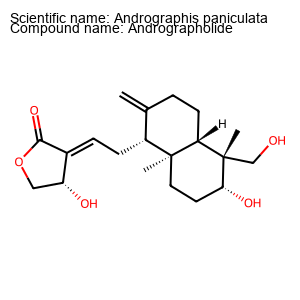 Scientific name: Andrographis paniculata
Compound name: Andrographolide
O
H
OH
O
OH
OH